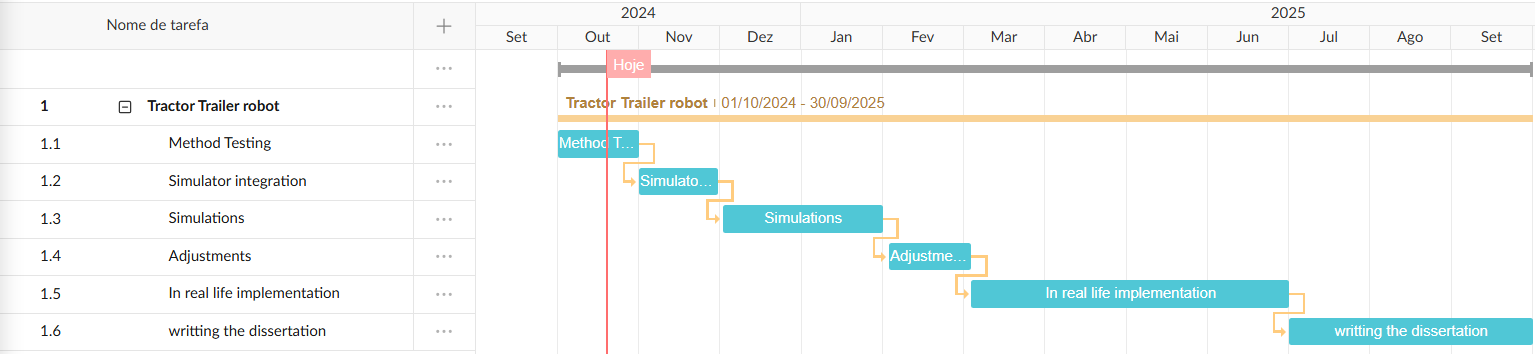 Nome de tarefa
2024 2025
Set Out Nov Dez Jan Fev Mar Abr Mai Jun Jul Ago Set
Hoje
1 Tractor Trailer robot Tractor Trailer robot 01/10/2024 - 30/09/2025
1.1 Method Testing Method T...
1.2 Simulator integration Simulato...
1.3 Simulations Simulations
1.4 Adjustments Adjustme...
1.5 In real life implementation In real life implementation
1.6 writting the dissertation writting the dissertation